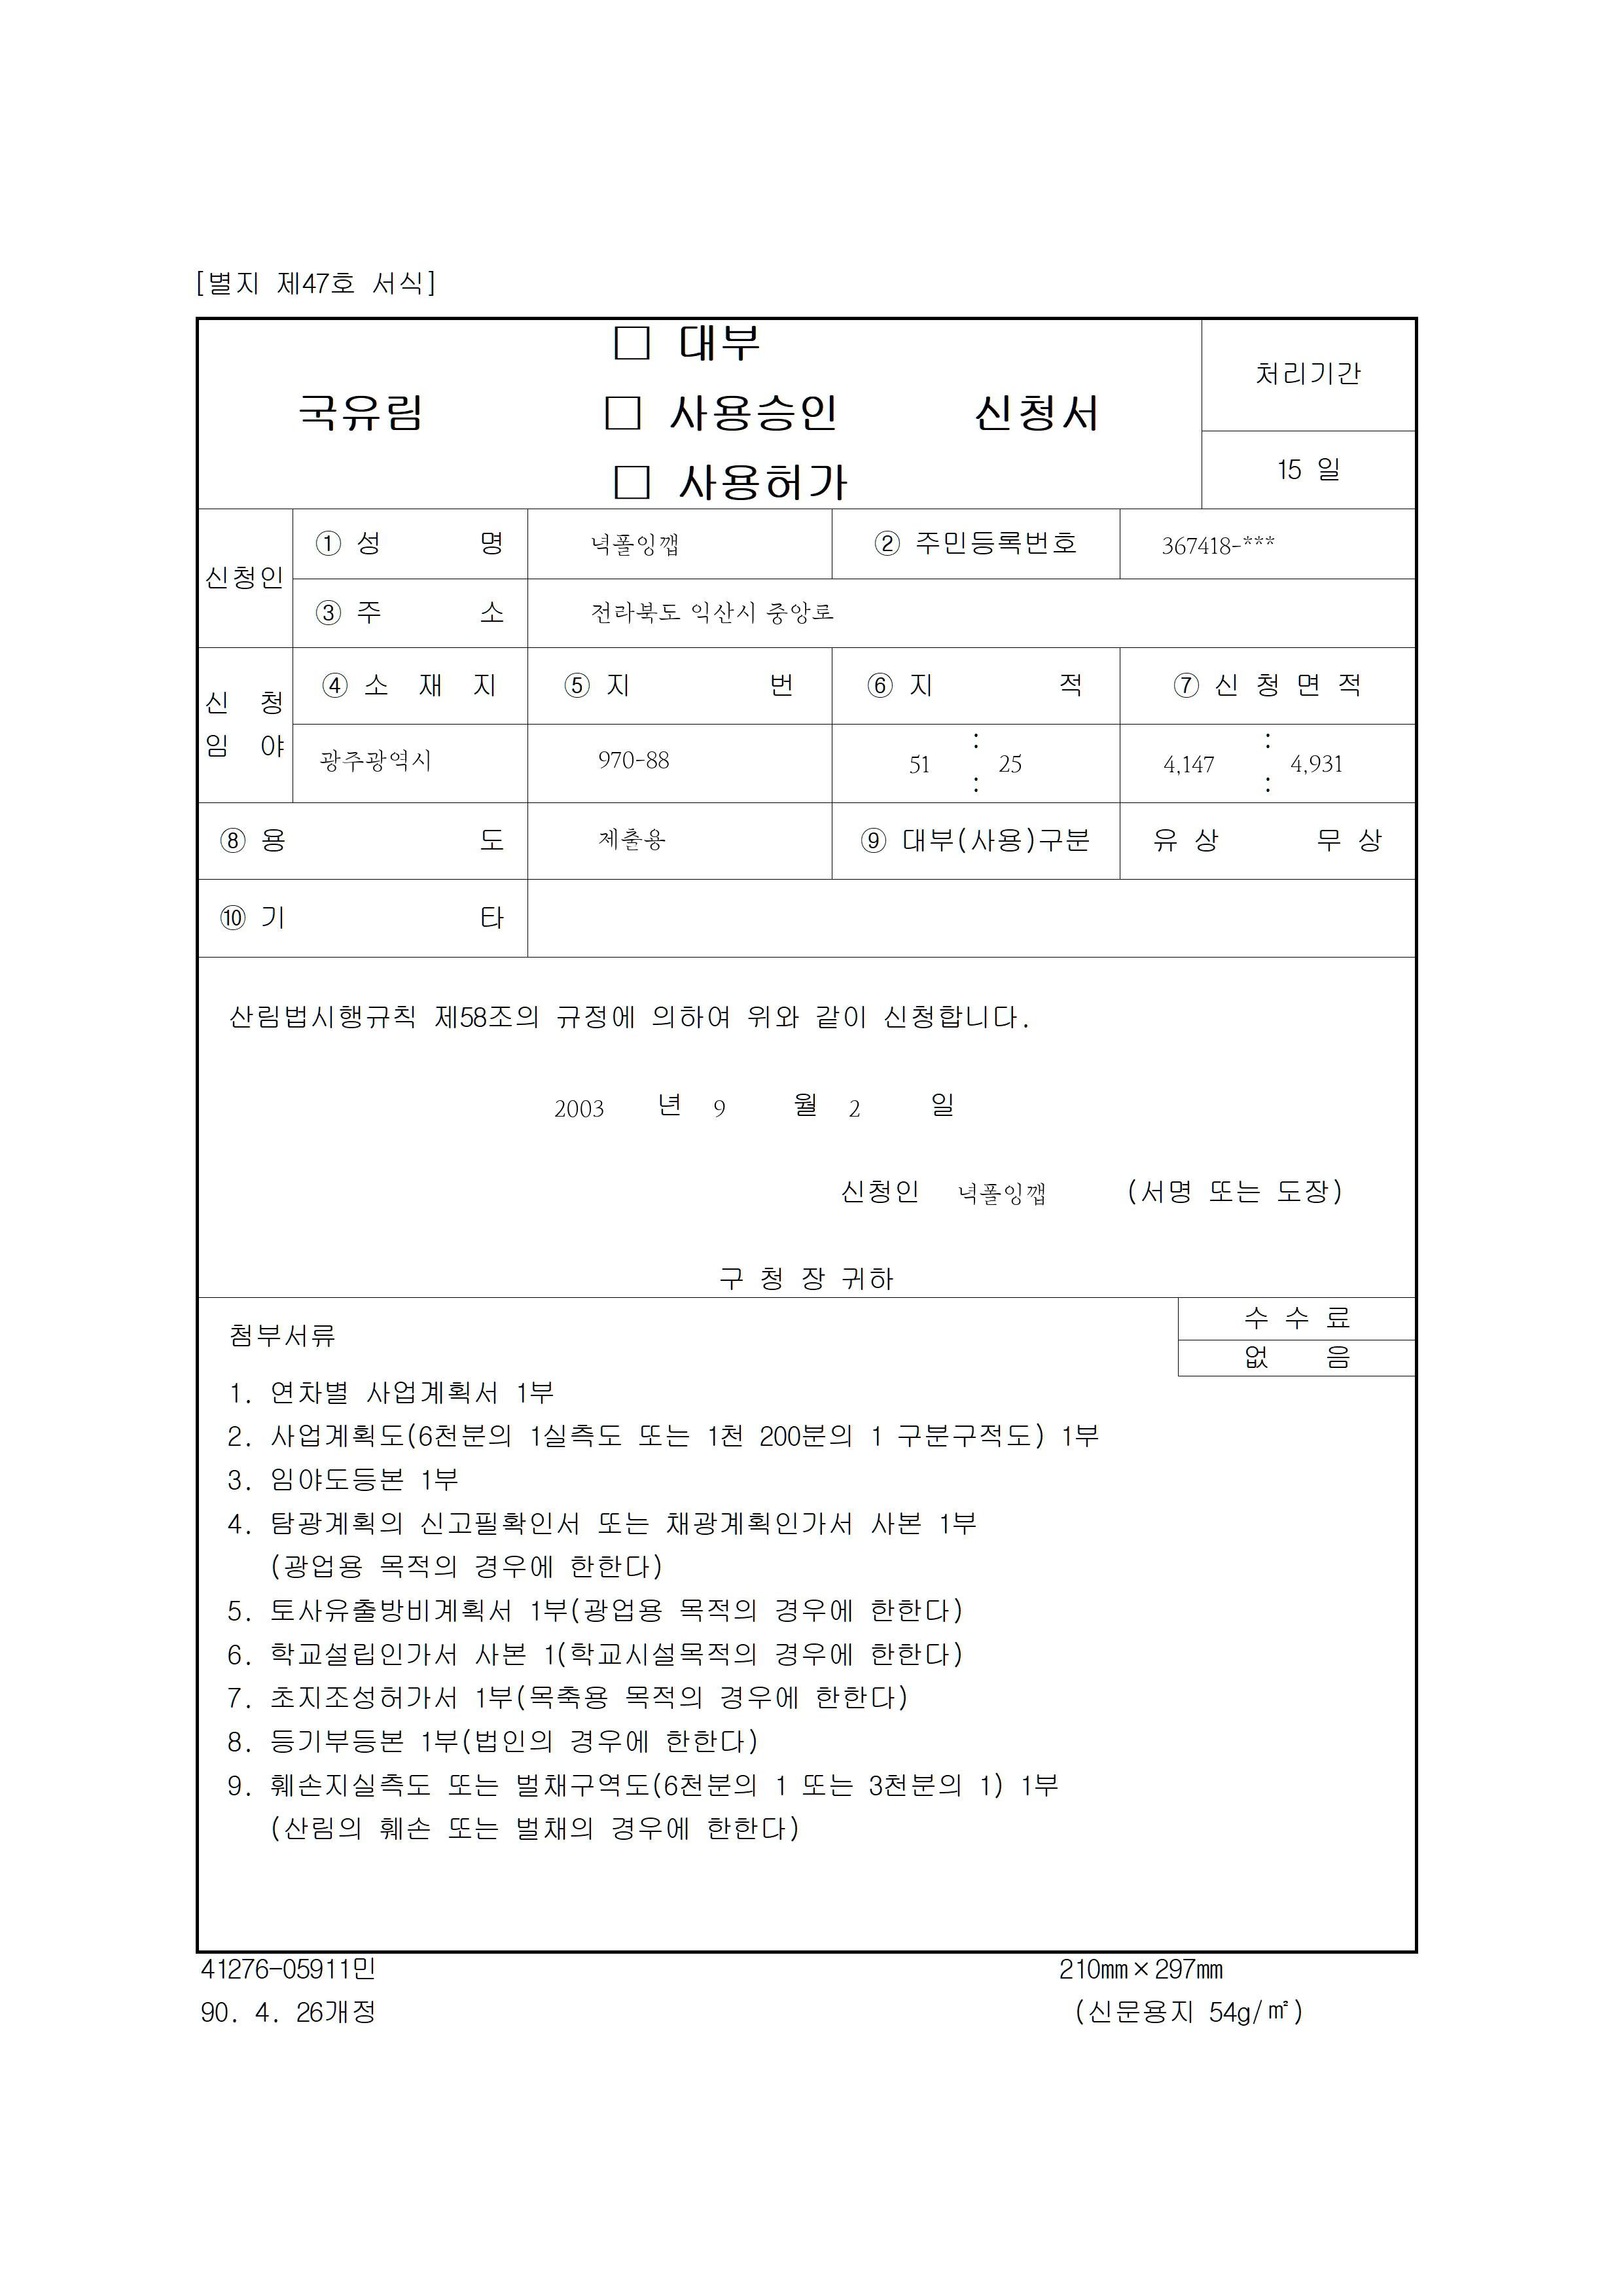 [별지 제47호 서식]
□ 대부
국유림 □ 사용승인 신청서
□ 사용허가
처리기간
15 일
신청인
① 성 명 녁폴잉깹 ② 주민등록번호 367418-***
③ 주 소 전라북도 익산시 중앙로
신 청
임 야
④ 소 재 지 ⑤ 지 번 ⑥ 지 적 ⑦ 신 청 면 적
광주광역시 970-88 51 : : 25 4,147 : : 4,931
⑧ 용 도 제출용 ⑨ 대부(사용)구분 유 상 무 상
⑩ 기 타
산림법시행규칙 제58조의 규정에 의하여 위와 같이 신청합니다.
2003 년 9 월 2 일
신청인 녁폴잉깹 (서명 또는 도장)
구 청 장 귀하
첨부서류
수 수 료
없 음
1. 연차별 사업계획서 1부
2. 사업계획도(6천분의 1실측도 또는 1천 200분의 1 구분구적도) 1부
3. 임야도등본 1부
4. 탐광계획의 신고필확인서 또는 채광계획인가서 사본 1부
(광업용 목적의 경우에 한한다)
5. 토사유출방비계획서 1부(광업용 목적의 경우에 한한다)
6. 학교설립인가서 사본 1(학교시설목적의 경우에 한한다)
7. 초지조성허가서 1부(목축용 목적의 경우에 한한다)
8. 등기부등본 1부(법인의 경우에 한한다)
9. 훼손지실측도 또는 벌채구역도(6천분의 1 또는 3천분의 1) 1부
(산림의 훼손 또는 벌채의 경우에 한한다)
41276-05911민 210㎜×297㎜
90. 4. 26개정 (신문용지 54g/㎡)